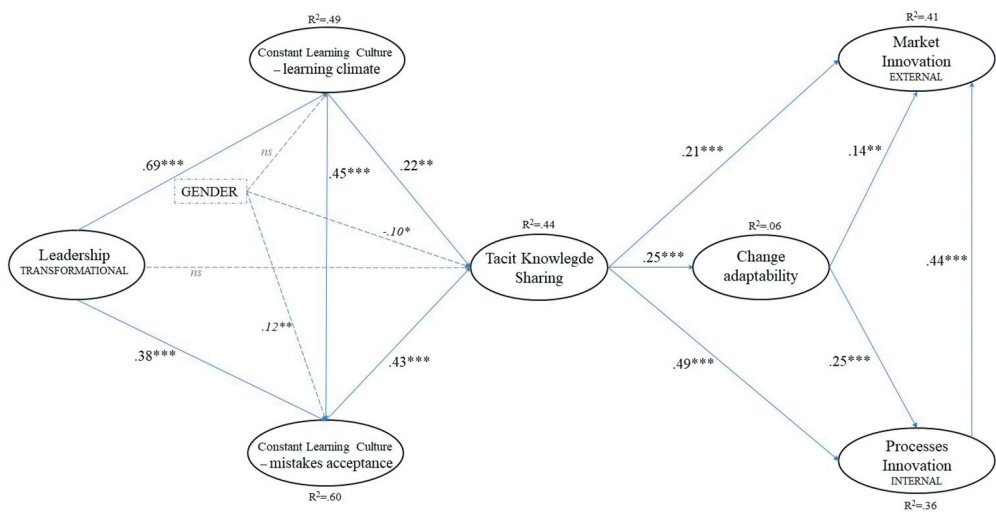 R²=.49
Constant Learning Culture
– learning climate
R²=.41
Market
Innovation
EXTERNAL
ns
.69***
.45***
.22**
.21***
.14**
GENDER
-.10*
R²=.44
R²=.06
Leadership
TRANSFORMATIONAL
ns
Tacit Knowlegde
Sharing
.25***
Change
adaptability
.44***
.12**
.38***
.43***
.49***
.25***
Constant Learning Culture
– mistakes acceptance
R²=.60
Processes
Innovation
INTERNAL
R²=.36